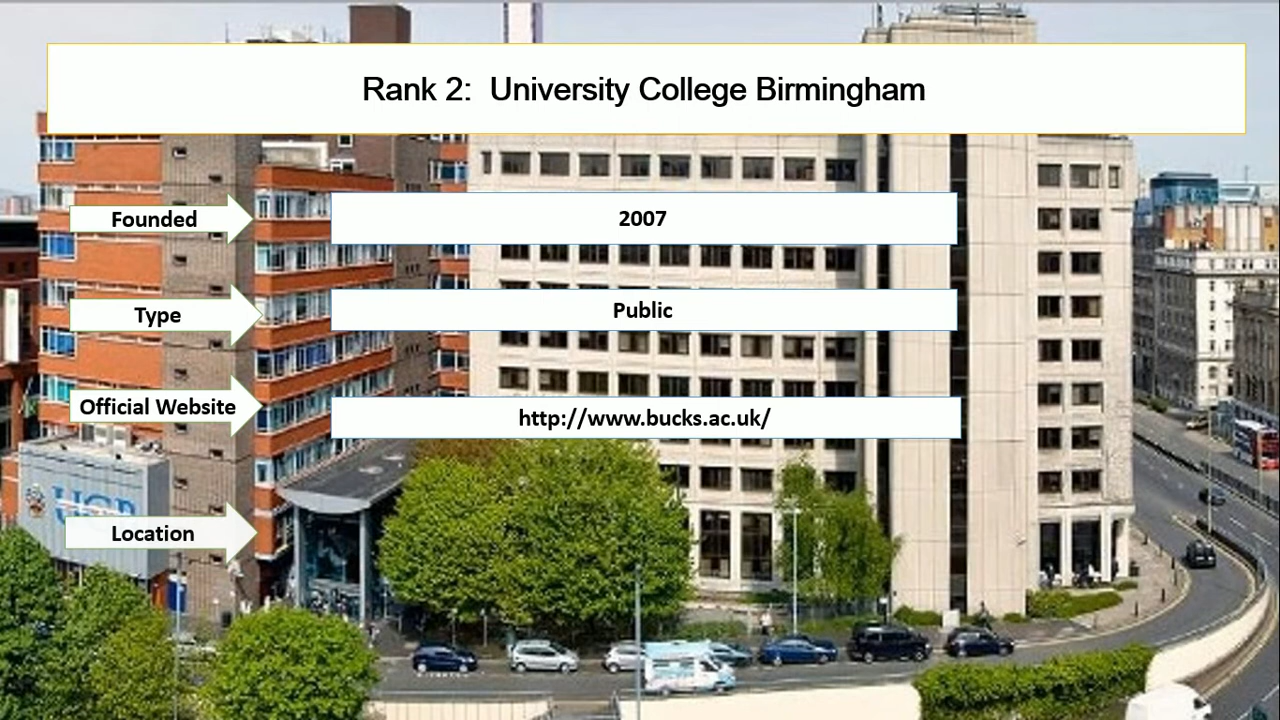 Rank 2:  University College Birmingham
Founded
2007
Type
Public
Official Website
http://www.bucks.ac.uk/
Location